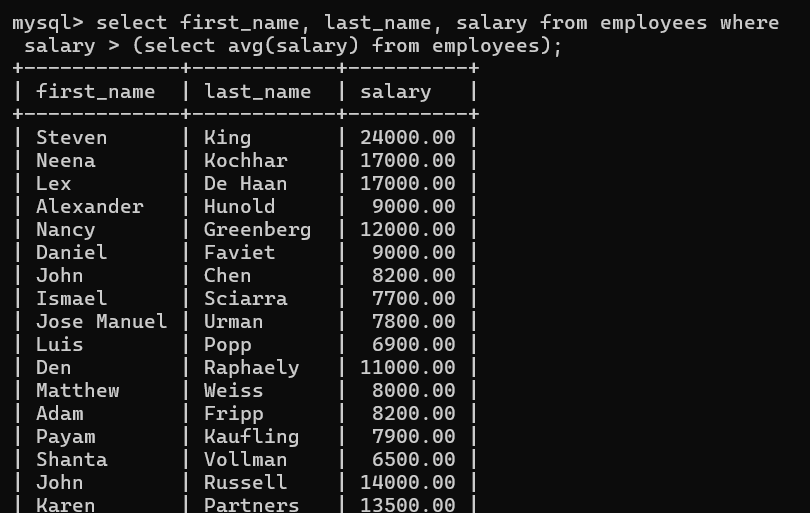 mysql> select first_name, last_name, salary from employees where
 salary > (select avg(salary) from employees);
+-------------+------------+----------+
| first_name  | last_name  | salary   |
+-------------+------------+----------+
| Steven      | King       | 24000.00 |
| Neena       | Kochhar    | 17000.00 |
| Lex         | De Haan    | 17000.00 |
| Alexander   | Hunold     |  9000.00 |
| Nancy       | Greenberg  | 12000.00 |
| Daniel      | Faviet     |  9000.00 |
| John        | Chen       |  8200.00 |
| Ismael      | Sciarra    |  7700.00 |
| Jose Manuel | Urman      |  7800.00 |
| Luis        | Popp       |  6900.00 |
| Den         | Raphaely   | 11000.00 |
| Matthew     | Weiss      |  8000.00 |
| Adam        | Fripp      |  8200.00 |
| Payam       | Kaufling   |  7900.00 |
| Shanta      | Vollman    |  6500.00 |
| John        | Russell    | 14000.00 |
| Karen       | Partners   | 13500.00 |